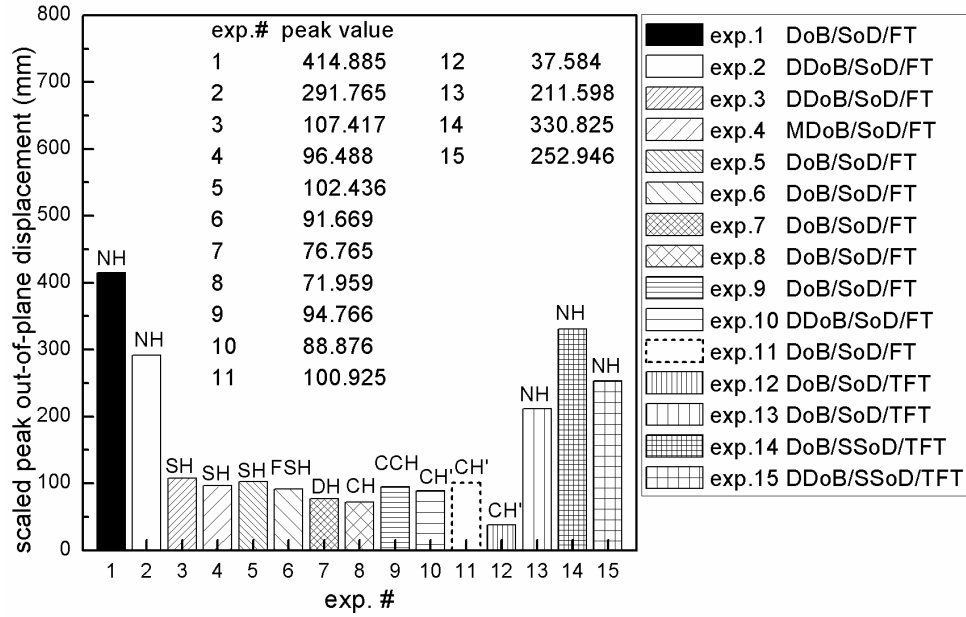 scaled peak out-of-plane displacement (mm)
800
700
600
500
400
300
200
100
0
exp.# peak value
1 414.885 12 37.584
2 291.765 13 211.598
3 107.417 14 330.825
4 96.488 15 252.946
5 102.436
6 91.669
7 76.765
8 71.959
9 94.766
10 88.876
11 100.925
NH
NH
SH
SH
SH
FSH
DH
CH
CCH
CH'
CH'
CH'
NH
NH
NH
1 2 3 4 5 6 7 8 9 10 11 12 13 14 15
exp. #
exp.1 DoB/SoD/FT
exp.2 DDoB/SoD/FT
exp.3 DDoB/SoD/FT
exp.4 MDoB/SoD/FT
exp.5 DoB/SoD/FT
exp.6 DoB/SoD/FT
exp.7 DoB/SoD/FT
exp.8 DoB/SoD/FT
exp.9 DoB/SoD/FT
exp.10 DDoB/SoD/FT
exp.11 DoB/SoD/FT
exp.12 DoB/SoD/TFT
exp.13 DoB/SoD/TFT
exp.14 DoB/SSoD/TFT
exp.15 DDoB/SSoD/TFT